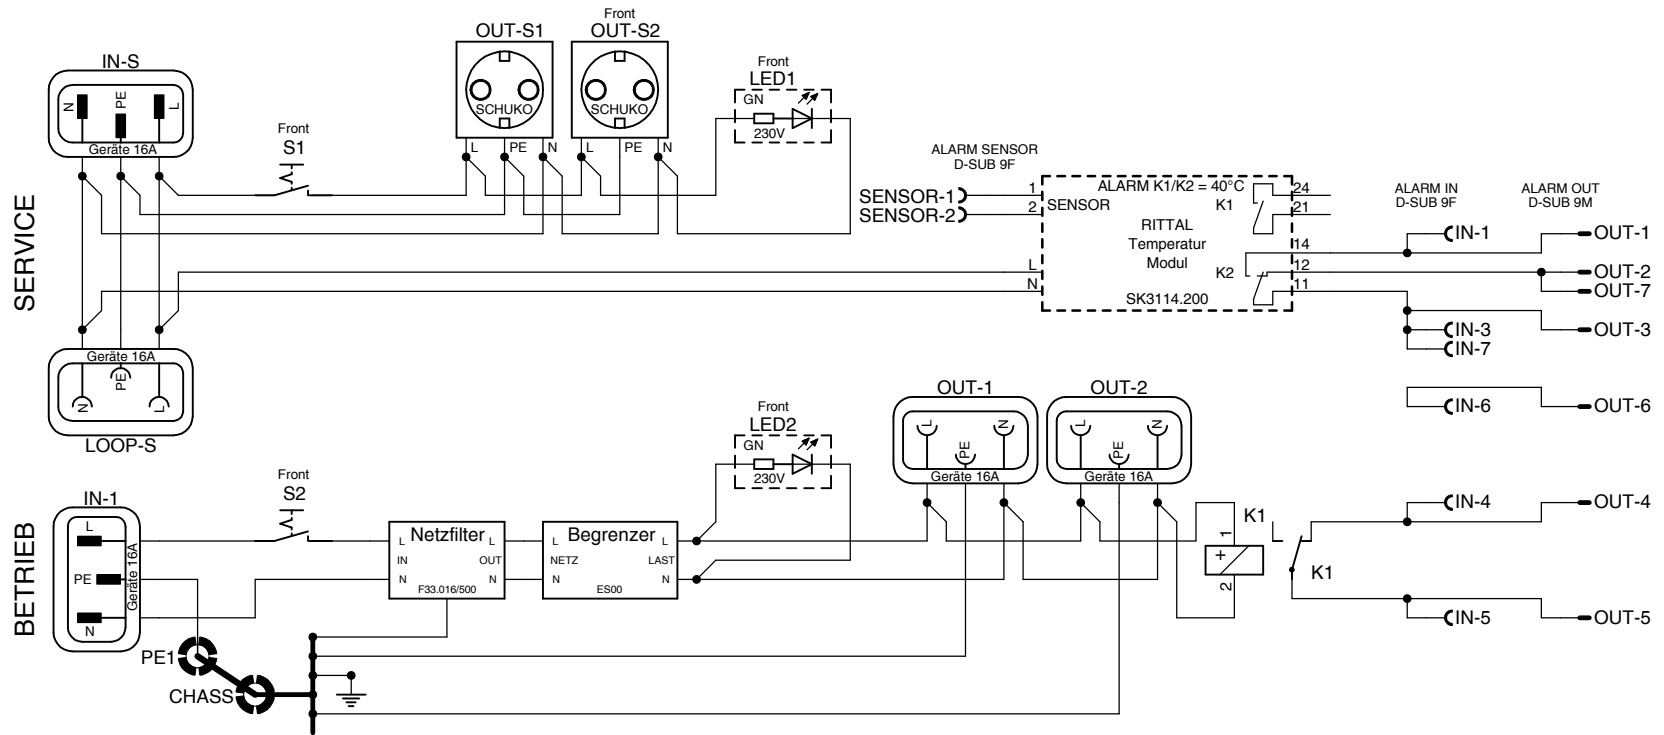 SERVICE
IN-S
N
PE
L
Geräte 16A
Front
S1
OUT-S1
SCHUKO
L
PE
N
Front
OUT-S2
SCHUKO
L
PE
N
Front
LED1
GN
230V
ALARM SENSOR
D-SUB 9F
SENSOR-1
SENSOR-2
1
2
L
N
ALARM K1/K2 = 40°C
SENSOR
K1
RITTAL
Temperatur
Modul
K2
SK3114.200
24
21
14
12
11
ALARM IN
D-SUB 9F
ALARM OUT
D-SUB 9M
IN-1
OUT-1
OUT-2
OUT-7
IN-3
OUT-3
IN-7
IN-6
OUT-6
Geräte 16A
N
PE
L
LOOP-S
BETRIEB
IN-1
L
PE
N
Geräte 16A
Front
S2
Netzfilter
L
L
IN
OUT
N
N
F33.016/500
Begrenzer
L
L
NETZ
LAST
N
N
ES00
Front
LED2
GN
230V
OUT-1
L
PE
N
Geräte 16A
OUT-2
L
PE
N
Geräte 16A
1
+
2
K1
K1
IN-4
OUT-4
IN-5
OUT-5
PE1
CHASS